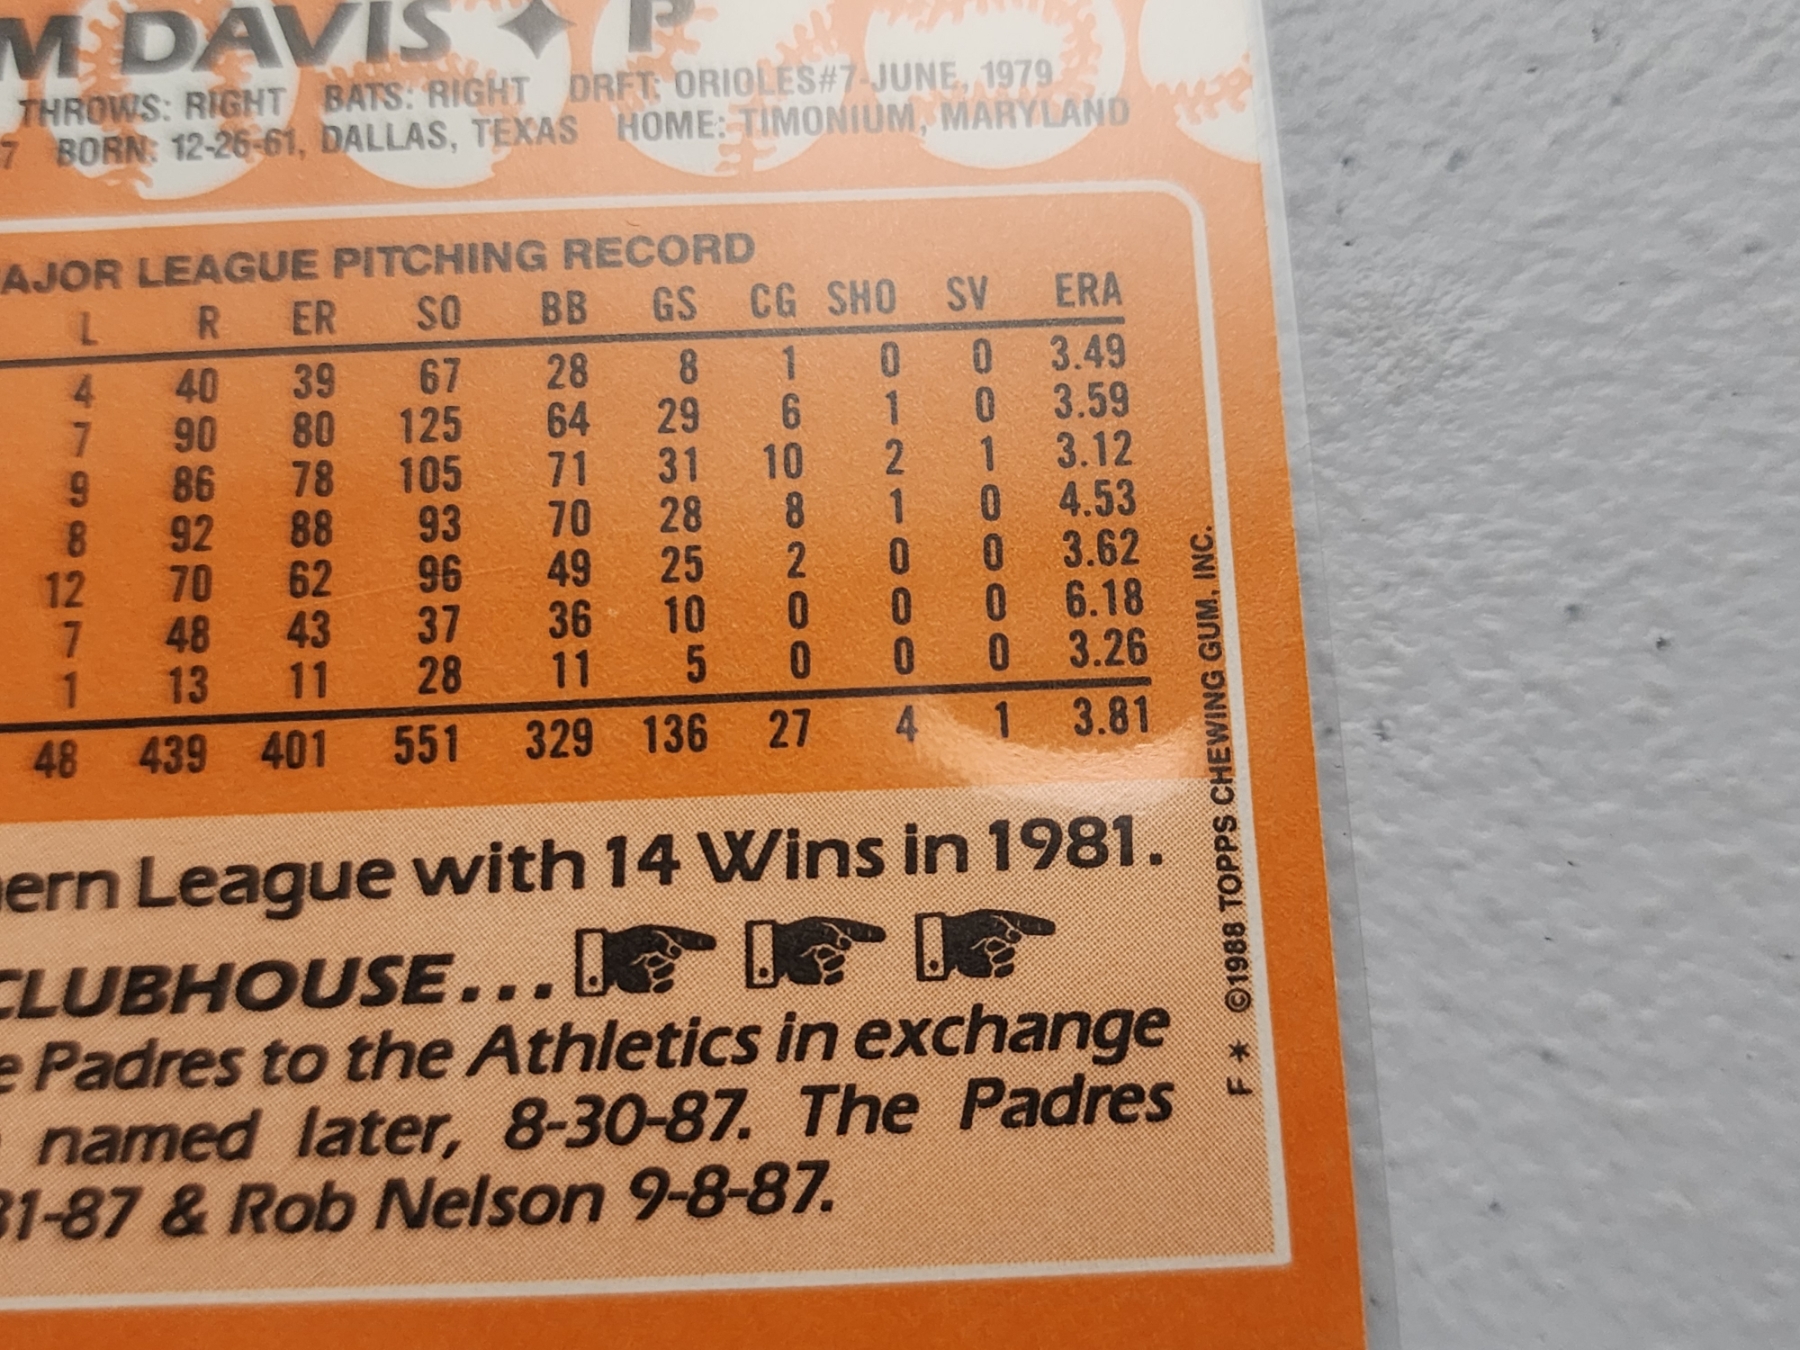 M DAVIS ✦ P
THROWS: RIGHT BATS: RIGHT DRFT: ORIOLES#7-JUNE, 1979
7 BORN: 12-26-61, DALLAS, TEXAS HOME: TIMONIUM, MARYLAND
AJOR LEAGUE PITCHING RECORD
L R ER SO BB GS CG SHO SV ERA
4 40 39 67 28 8 1 0 0 3.49
7 90 80 125 64 29 6 1 0 3.59
9 86 78 105 71 31 10 2 1 3.12
8 92 88 93 70 28 8 1 0 4.53
12 70 62 96 49 25 2 0 0 3.62
7 48 43 37 36 10 0 0 0 6.18
1 13 11 28 11 5 0 0 0 3.26
48 439 401 551 329 136 27 4 1 3.81
ern League with 14 Wins in 1981.
CLUBHOUSE...
e Padres to the Athletics in exchange
named later, 8-30-87. The Padres
31-87 & Rob Nelson 9-8-87.
F * ©1988 TOPPS CHEWING GUM, INC.